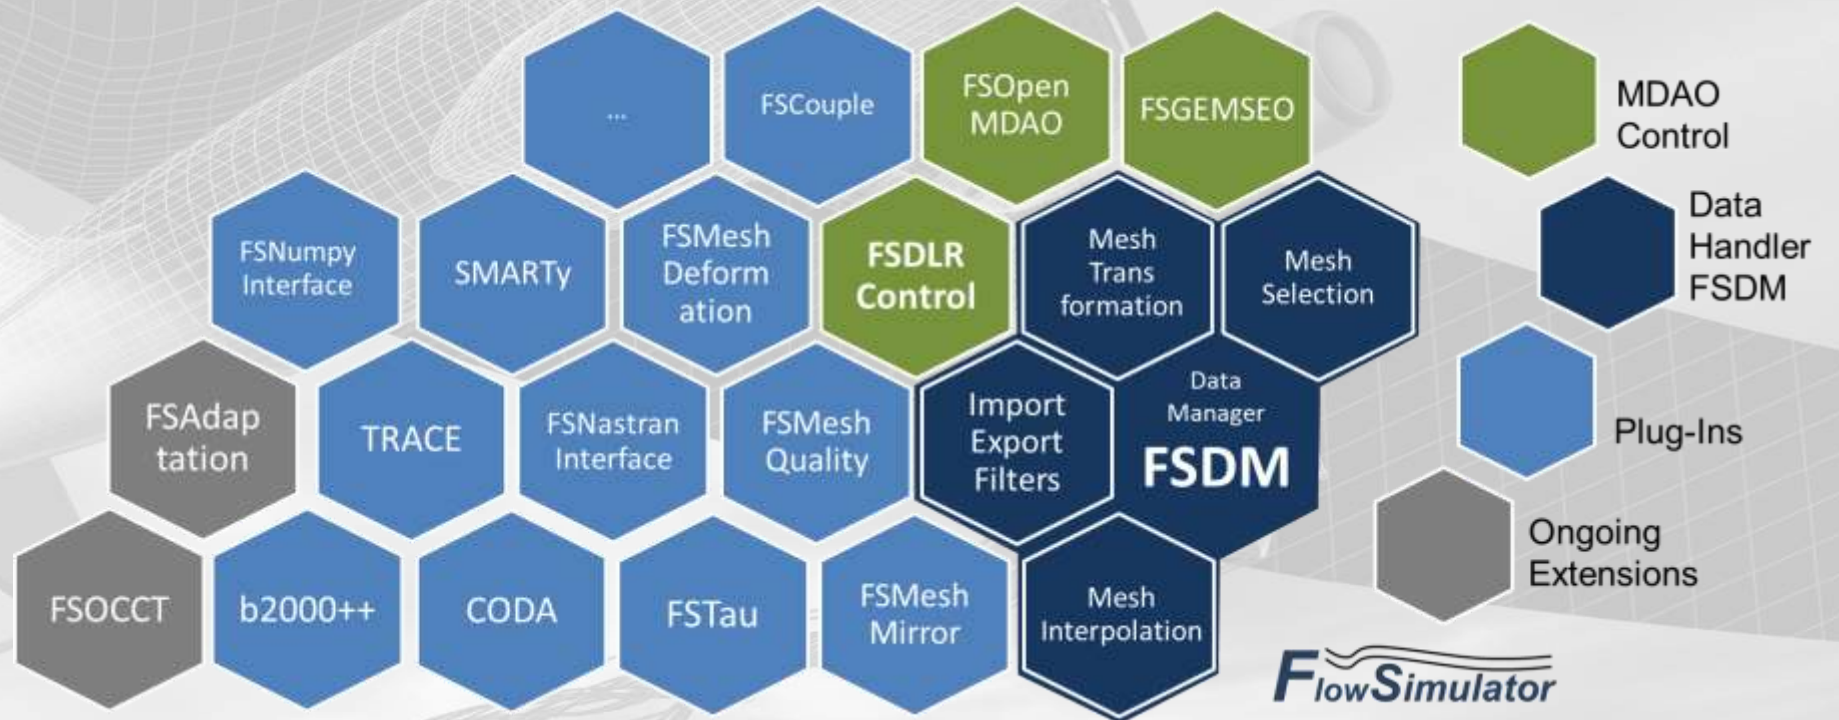 ...
FSCouple
FSOpen
MDAO
FSGEMSEO
MDAO
Control
FSNumpy
Interface
SMARTy
FSMesh
Deform
ation
FSDLR
Control
Mesh
Trans
formation
Mesh
Selection
Data
Handler
FSDM
FSAdap
tation
TRACE
FSNastran
Interface
FSMesh
Quality
Import
Export
Filters
Data
Manager
FSDM
Plug-Ins
FSOCCT
b2000++
CODA
FSTau
FSMesh
Mirror
Mesh
Interpolation
Ongoing
Extensions
FlowSimulator